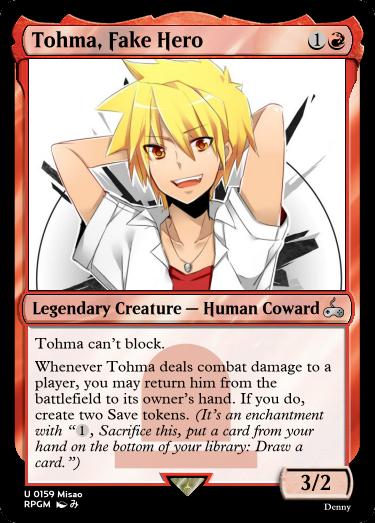 Tohma, Fake Hero 1
Legendary Creature — Human Coward
Tohma can't block.
Whenever Tohma deals combat damage to a
player, you may return him from the
battlefield to its owner's hand. If you do,
create two Save tokens. (It's an enchantment
with “1, Sacrifice this, put a card from your
hand on the bottom of your library: Draw a
card.”)
3/2
U 0159 Misao
RPGM み
Denny